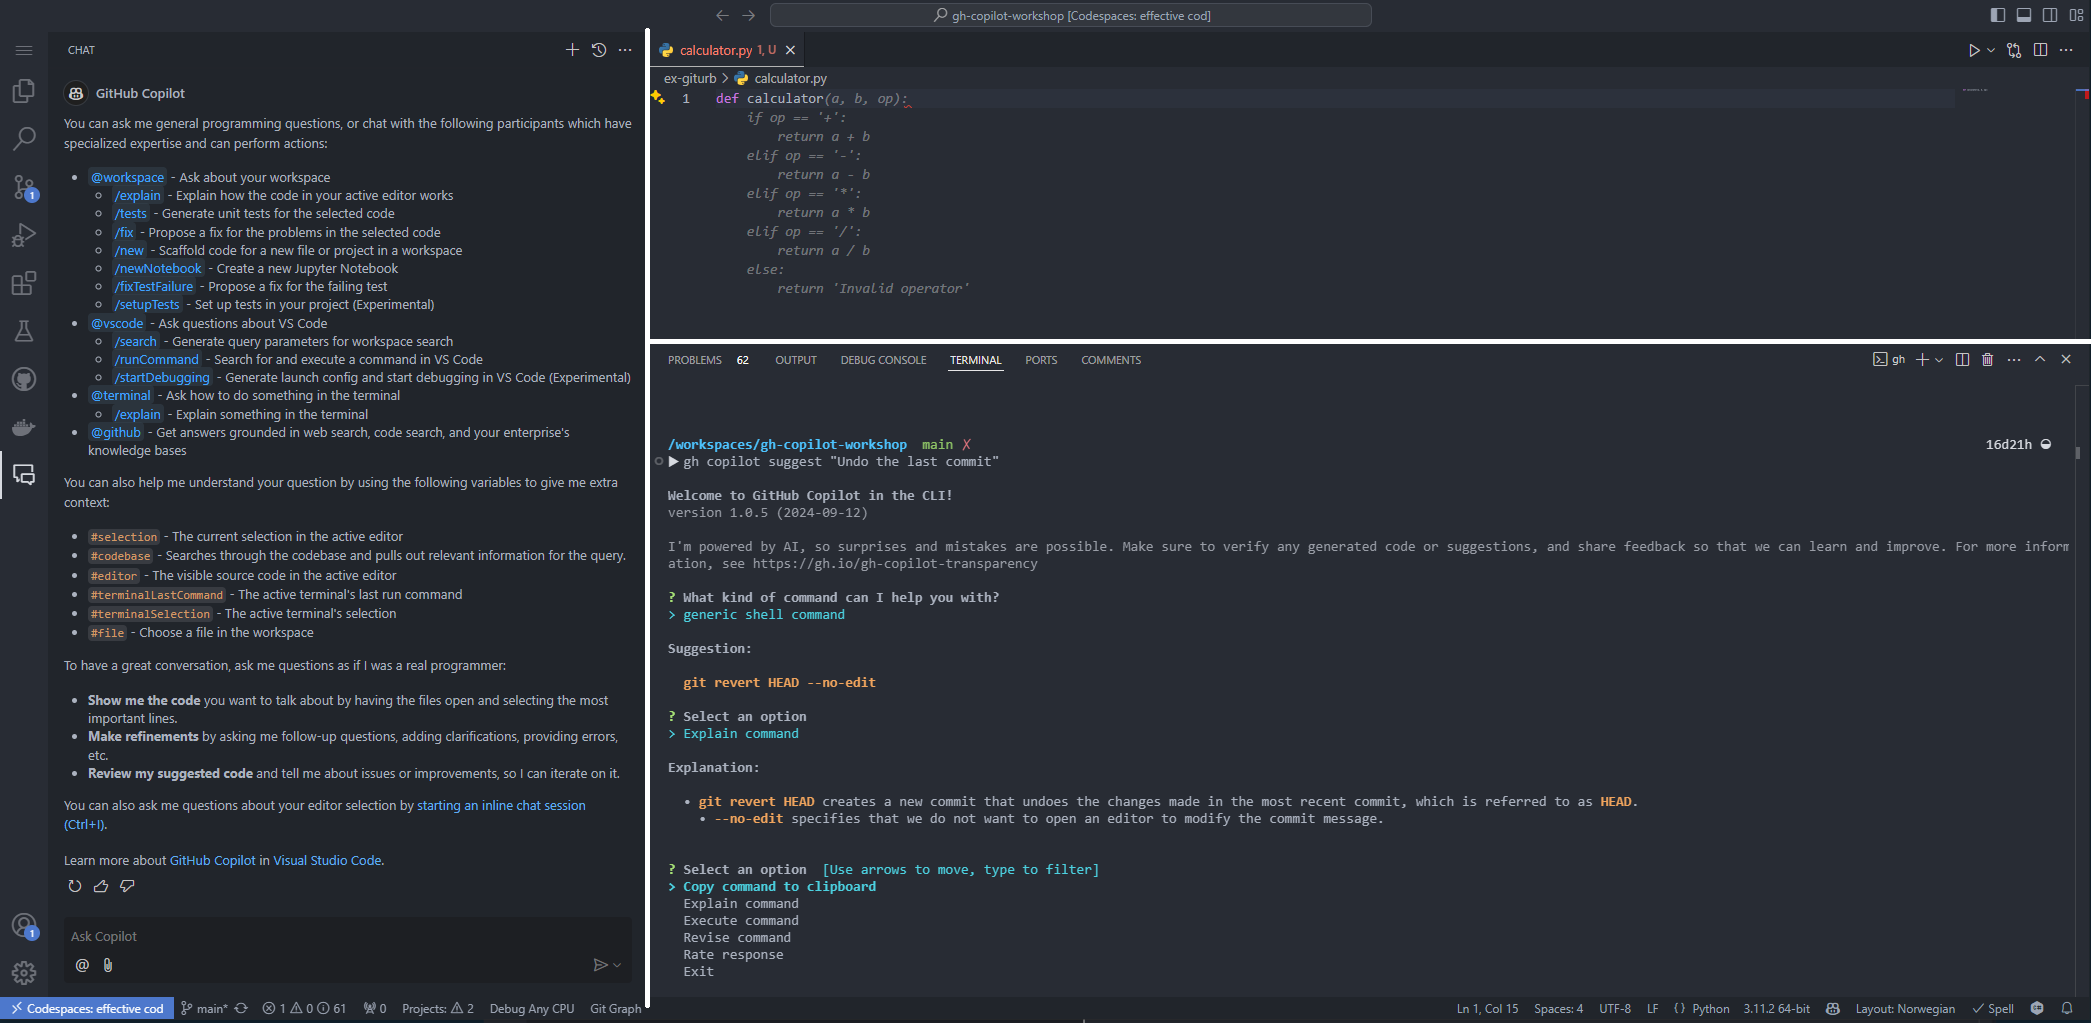 gh-copilot-workshop [Codespaces: effective cod]
CHAT
GitHub Copilot
You can ask me general programming questions, or chat with the following participants which have
specialized expertise and can perform actions:
@workspace - Ask about your workspace
/explain - Explain how the code in your active editor works
/tests - Generate unit tests for the selected code
/fix - Propose a fix for the problems in the selected code
/new - Scaffold code for a new file or project in a workspace
/newNotebook - Create a new Jupyter Notebook
/fixTestFailure - Propose a fix for the failing test
/setupTests - Set up tests in your project (Experimental)
@vscode - Ask questions about VS Code
/search - Generate query parameters for workspace search
/runCommand - Search for and execute a command in VS Code
/startDebugging - Generate launch config and start debugging in VS Code (Experimental)
@terminal - Ask how to do something in the terminal
/explain - Explain something in the terminal
@github - Get answers grounded in web search, code search, and your enterprise's
knowledge bases
You can also help me understand your question by using the following variables to give me extra
context:
#selection - The current selection in the active editor
#codebase - Searches through the codebase and pulls out relevant information for the query.
#editor - The visible source code in the active editor
#terminalLastCommand - The active terminal's last run command
#terminalSelection - The active terminal's selection
#file - Choose a file in the workspace
To have a great conversation, ask me questions as if I was a real programmer:
Show me the code you want to talk about by having the files open and selecting the most
important lines.
Make refinements by asking me follow-up questions, adding clarifications, providing errors,
etc.
Review my suggested code and tell me about issues or improvements, so I can iterate on it.
You can also ask me questions about your editor selection by starting an inline chat session
(Ctrl+I).
Learn more about GitHub Copilot in Visual Studio Code.
Ask Copilot
@
1
1
calculator.py 1, U
ex-giturb > calculator.py
1 def calculator(a, b, op):
if op == '+':
return a + b
elif op == '-':
return a - b
elif op == '*':
return a * b
elif op == '/':
return a / b
else:
return 'Invalid operator'
PROBLEMS 62 OUTPUT DEBUG CONSOLE TERMINAL PORTS COMMENTS
gh
/workspaces/gh-copilot-workshop main X 16d21h
gh copilot suggest "Undo the last commit"
Welcome to GitHub Copilot in the CLI!
version 1.0.5 (2024-09-12)
I'm powered by AI, so surprises and mistakes are possible. Make sure to verify any generated code or suggestions, and share feedback so that we can learn and improve. For more inform
ation, see https://gh.io/gh-copilot-transparency
? What kind of command can I help you with?
> generic shell command
Suggestion:
git revert HEAD --no-edit
? Select an option
> Explain command
Explanation:
• git revert HEAD creates a new commit that undoes the changes made in the most recent commit, which is referred to as HEAD.
• --no-edit specifies that we do not want to open an editor to modify the commit message.
? Select an option [Use arrows to move, type to filter]
> Copy command to clipboard
Explain command
Execute command
Revise command
Rate response
Exit
Codespaces: effective cod main* 1 0 61 0 Projects: 2 Debug Any CPU Git Graph
Ln 1, Col 15 Spaces: 4 UTF-8 LF { } Python 3.11.2 64-bit Layout: Norwegian Spell